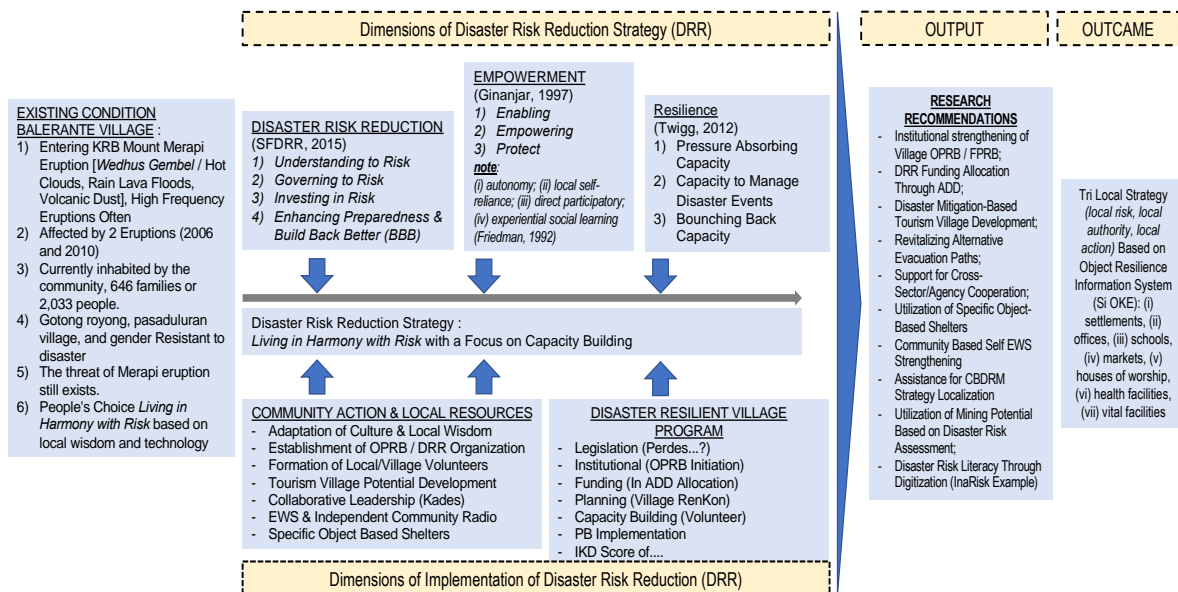 Dimensions of Disaster Risk Reduction Strategy (DRR)
OUTPUT
OUTCAME
EXISTING CONDITION
BALERANTE VILLAGE :
1) Entering KRB Mount Merapi
Eruption [Wedhus Gembel / Hot
Clouds, Rain Lava Floods,
Volcanic Dust], High Frequency
Eruptions Often
2) Affected by 2 Eruptions (2006
and 2010)
3) Currently inhabited by the
community, 646 families or
2,033 people.
4) Gotong royong, pasaduluran
village, and gender Resistant to
disaster
5) The threat of Merapi eruption
still exists.
6) People's Choice Living in
Harmony with Risk based on
local wisdom and technology
DISASTER RISK REDUCTION
(SFDRR, 2015)
1) Understanding to Risk
2) Governing to Risk
3) Investing in Risk
4) Enhancing Preparedness &
Build Back Better (BBB)
EMPOWERMENT
(Ginanjar, 1997)
1) Enabling
2) Empowering
3) Protect
note:
(i) autonomy; (ii) local self-
reliance; (iii) direct participatory;
(iv) experiential social learning
(Friedman, 1992)
Resilience
(Twigg, 2012)
1) Pressure Absorbing
Capacity
2) Capacity to Manage
Disaster Events
3) Bounching Back
Capacity
Disaster Risk Reduction Strategy :
Living in Harmony with Risk with a Focus on Capacity Building
COMMUNITY ACTION & LOCAL RESOURCES
- Adaptation of Culture & Local Wisdom
- Establishment of OPRB / DRR Organization
- Formation of Local/Village Volunteers
- Tourism Village Potential Development
- Collaborative Leadership (Kades)
- EWS & Independent Community Radio
- Specific Object Based Shelters
DISASTER RESILIENT VILLAGE
PROGRAM
- Legislation (Perdes...?)
- Institutional (OPRB Initiation)
- Funding (In ADD Allocation)
- Planning (Village RenKon)
- Capacity Building (Volunteer)
- PB Implementation
- IKD Score of....
Dimensions of Implementation of Disaster Risk Reduction (DRR)
RESEARCH
RECOMMENDATIONS
- Institutional strengthening of
Village OPRB / FPRB;
- DRR Funding Allocation
Through ADD;
- Disaster Mitigation-Based
Tourism Village Development;
- Revitalizing Alternative
Evacuation Paths;
- Support for Cross-
Sector/Agency Cooperation;
- Utilization of Specific Object-
Based Shelters
- Community Based Self EWS
Strengthening
- Assistance for CBDRM
Strategy Localization
- Utilization of Mining Potential
Based on Disaster Risk
Assessment;
- Disaster Risk Literacy Through
Digitization (InaRisk Example)
Tri Local Strategy
(local risk, local
authority, local
action) Based on
Object Resilience
Information System
(Si OKE): (i)
settlements, (ii)
offices, (iii) schools,
(iv) markets, (v)
houses of worship,
(vi) health facilities,
(vii) vital facilities